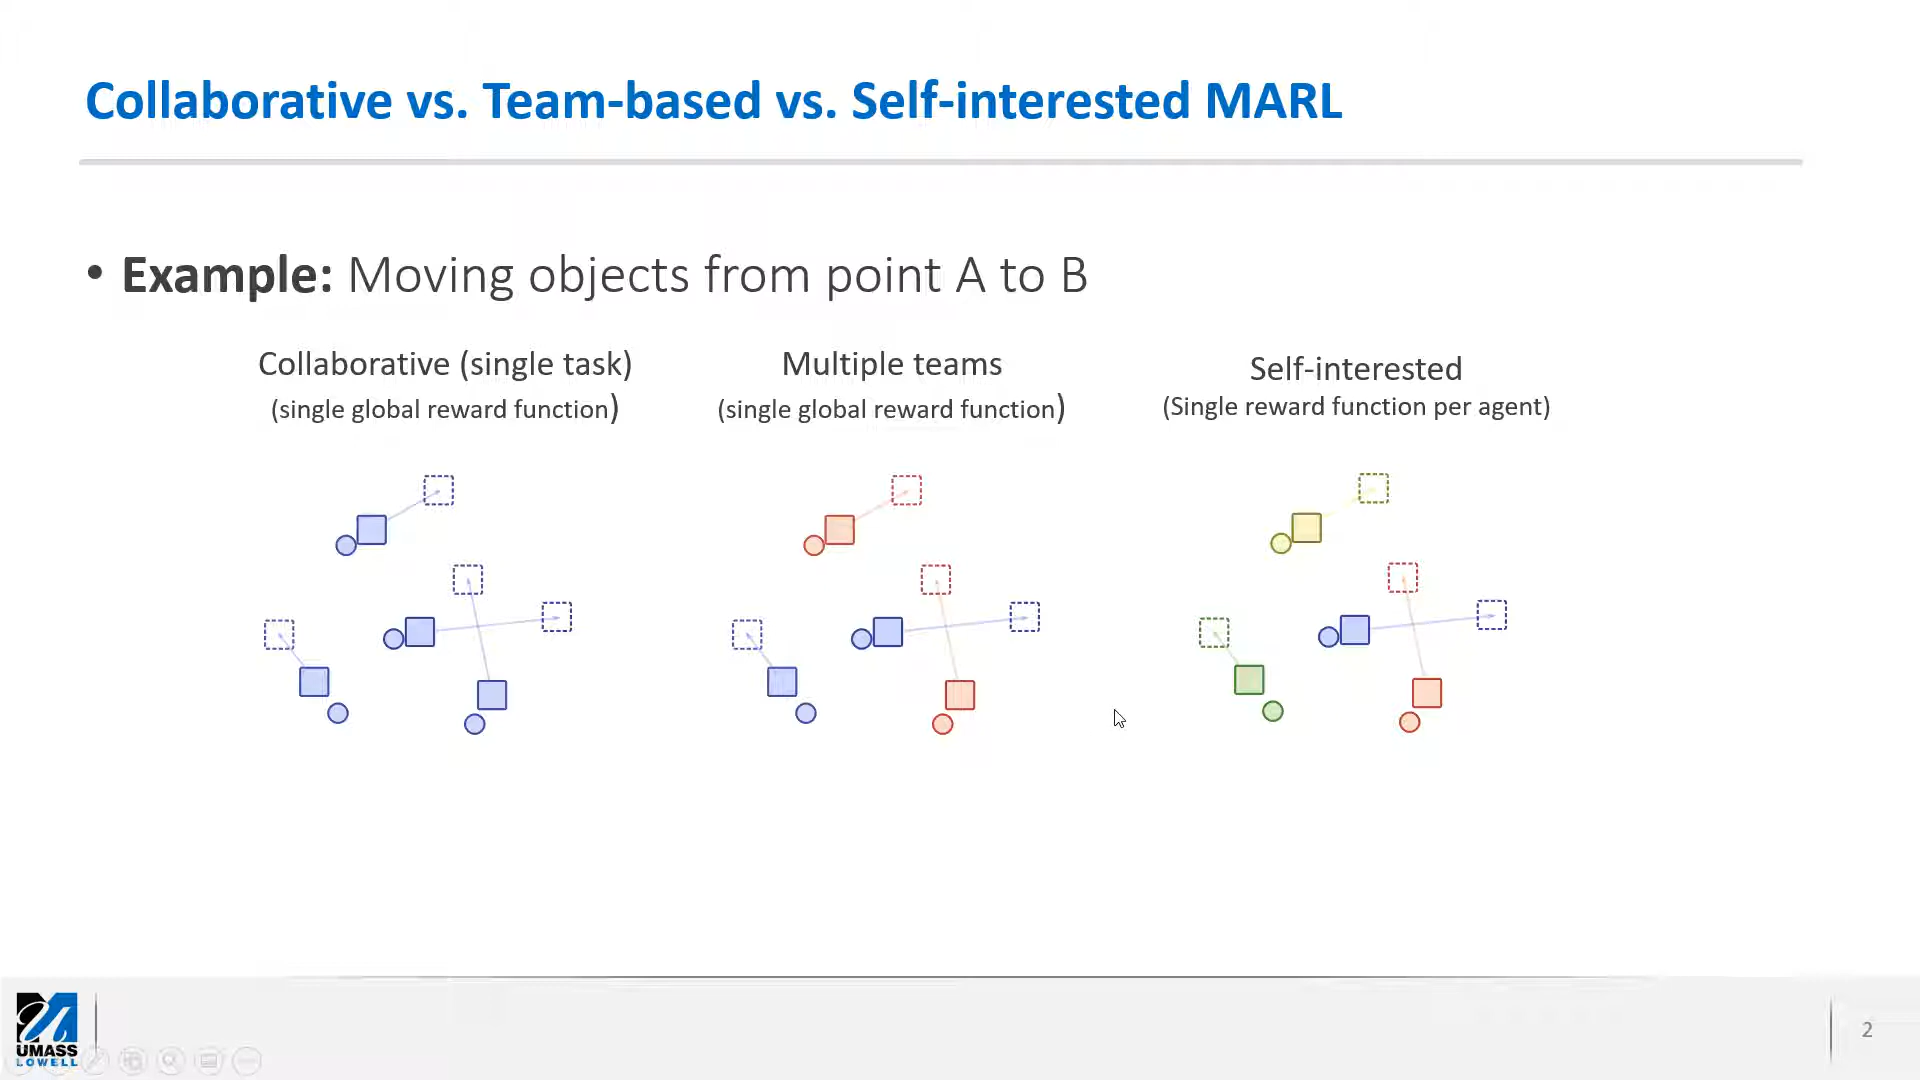 Collaborative vs. Team-based vs. Self-interested MARL
• Example: Moving objects from point A to B
Collaborative (single task)
(single global reward function)
Multiple teams
(single global reward function)
Self-interested
(Single reward function per agent)
UMASS
LOWELL
2